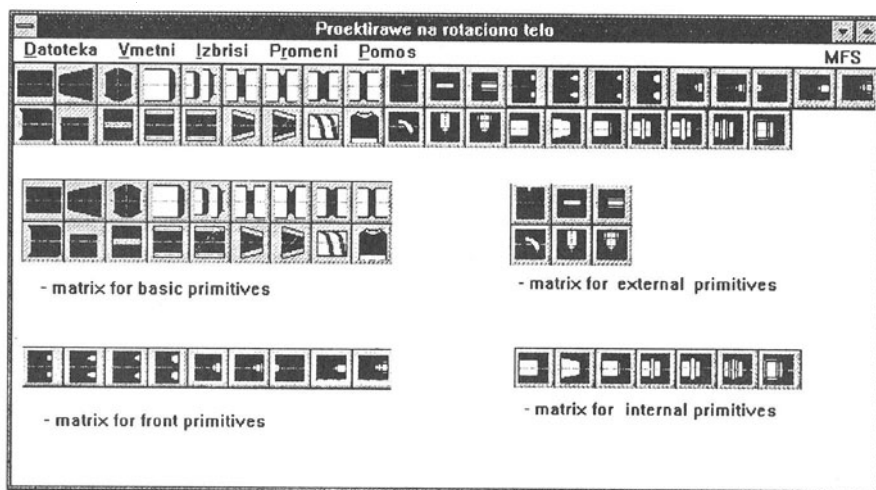 Proektirawe na rotaciono telo
Datoteka Vmetni Izbrisi Promeni Pomos MFS
- matrix for basic primitives
- matrix for external primitives
- matrix for front primitives
- matrix for internal primitives